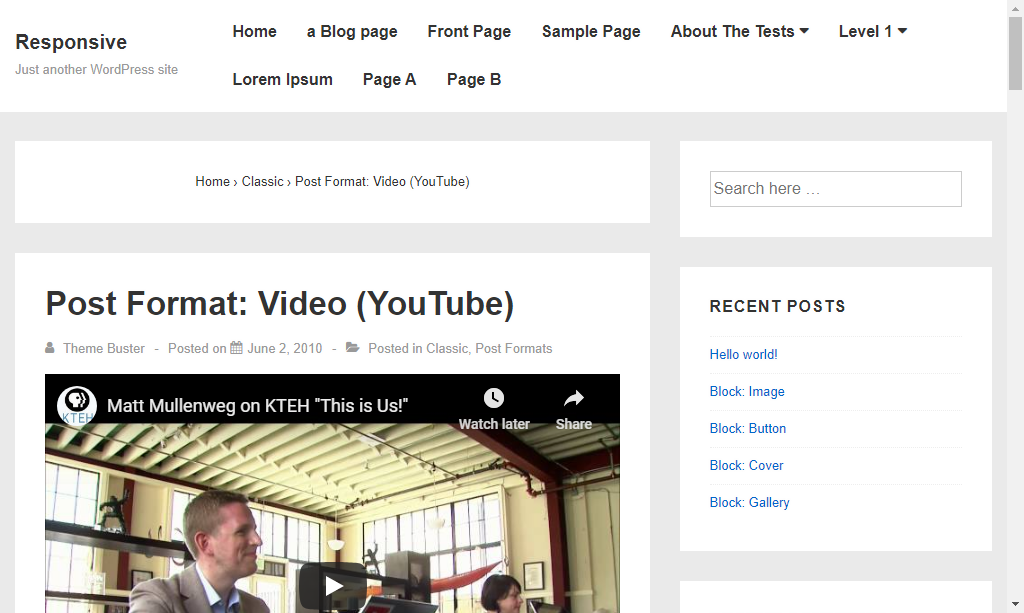 Responsive
Just another WordPress site
Home a Blog page Front Page Sample Page About The Tests Level 1
Lorem Ipsum Page A Page B
Home › Classic › Post Format: Video (YouTube)
Post Format: Video (YouTube)
Theme Buster - Posted on June 2, 2010 - Posted in Classic, Post Formats
KTEH
Matt Mullenweg on KTEH "This is Us!"
Watch later Share
Search here …
RECENT POSTS
Hello world!
Block: Image
Block: Button
Block: Cover
Block: Gallery